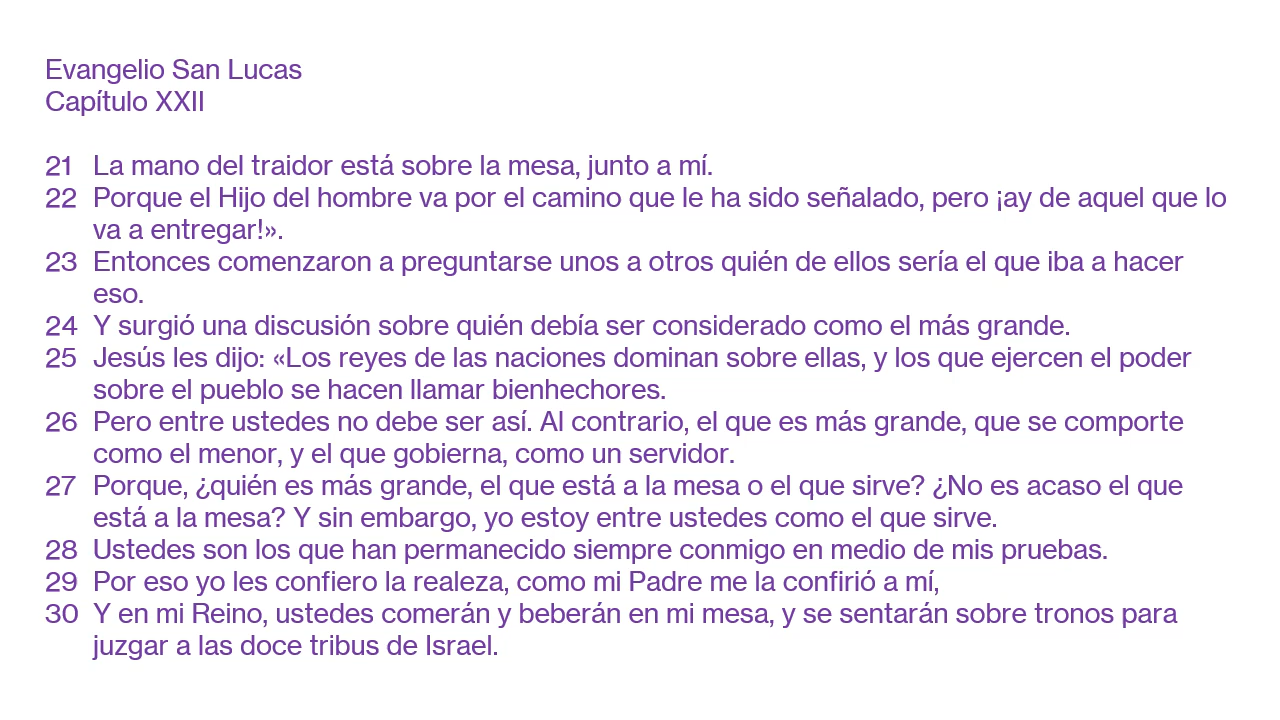 Evangelio San Lucas
Capítulo XXII
21 La mano del traidor está sobre la mesa, junto a mí.
22 Porque el Hijo del hombre va por el camino que le ha sido señalado, pero ¡ay de aquel que lo
va a entregar!».
23 Entonces comenzaron a preguntarse unos a otros quién de ellos sería el que iba a hacer
eso.
24 Y surgió una discusión sobre quién debía ser considerado como el más grande.
25 Jesús les dijo: «Los reyes de las naciones dominan sobre ellas, y los que ejercen el poder
sobre el pueblo se hacen llamar bienhechores.
26 Pero entre ustedes no debe ser así. Al contrario, el que es más grande, que se comporte
como el menor, y el que gobierna, como un servidor.
27 Porque, ¿quién es más grande, el que está a la mesa o el que sirve? ¿No es acaso el que
está a la mesa? Y sin embargo, yo estoy entre ustedes como el que sirve.
28 Ustedes son los que han permanecido siempre conmigo en medio de mis pruebas.
29 Por eso yo les confiero la realeza, como mi Padre me la confirió a mí,
30 Y en mi Reino, ustedes comerán y beberán en mi mesa, y se sentarán sobre tronos para
juzgar a las doce tribus de Israel.